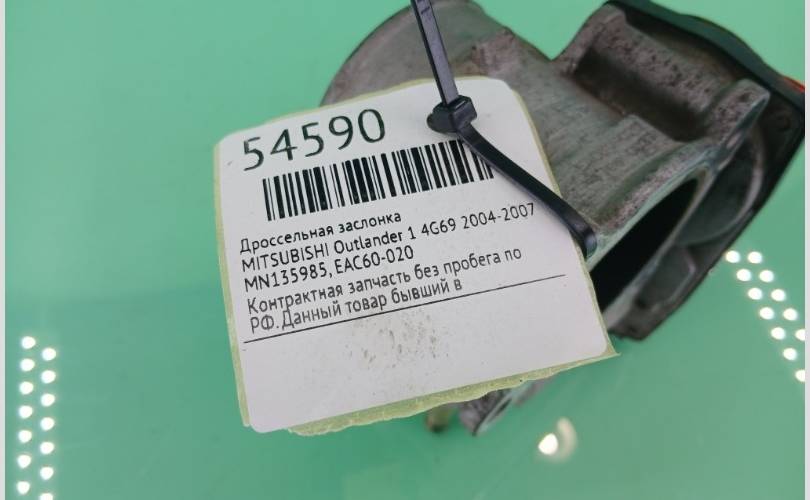 54590
Дроссельная заслонка
MITSUBISHI Outlander 1 4G69 2004-2007
MN135985, EAC60-020
Контрактная запчасть без пробега по
РФ. Данный товар бывший в